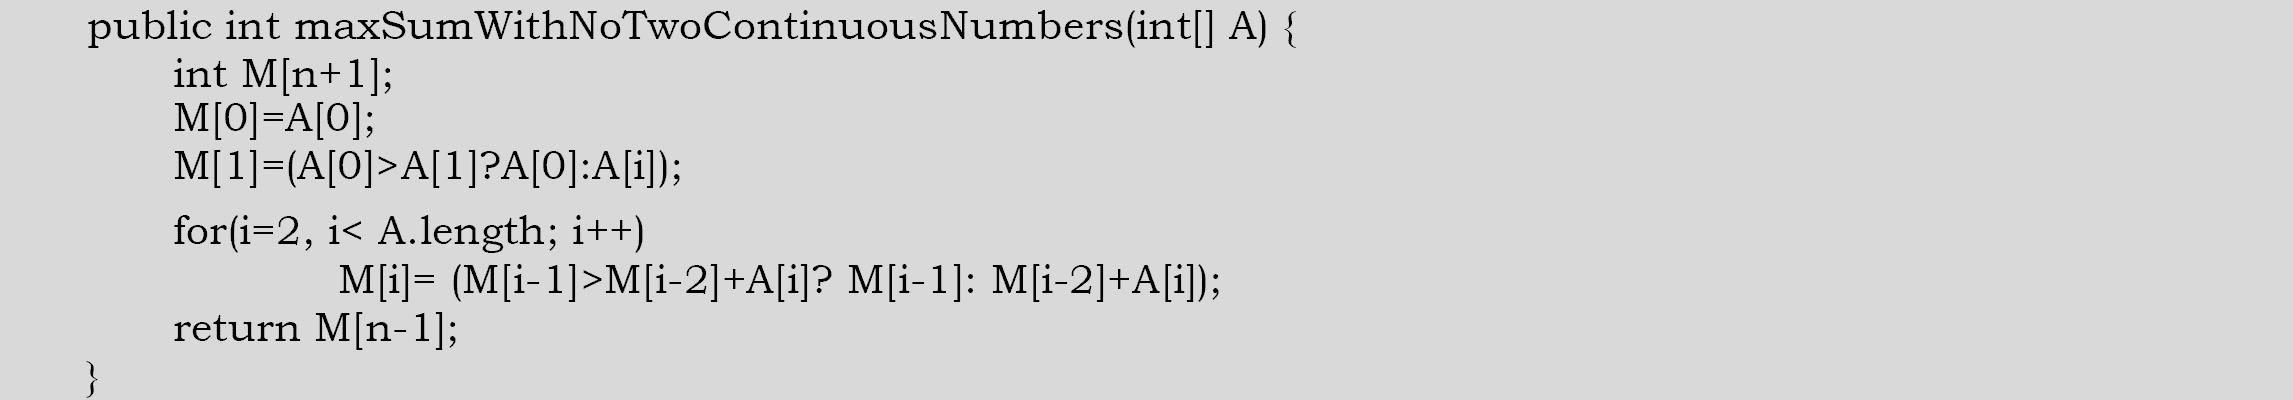 public int maxSumWithNoTwoContinuousNumbers(int[] A) {
int M[n+1];
M[0]=A[0];
M[1]=(A[0]>A[1]?A[0]:A[i]);
for(i=2, i< A.length; i++)
M[i]= (M[i-1]>M[i-2]+A[i]? M[i-1]: M[i-2]+A[i]);
return M[n-1];
}